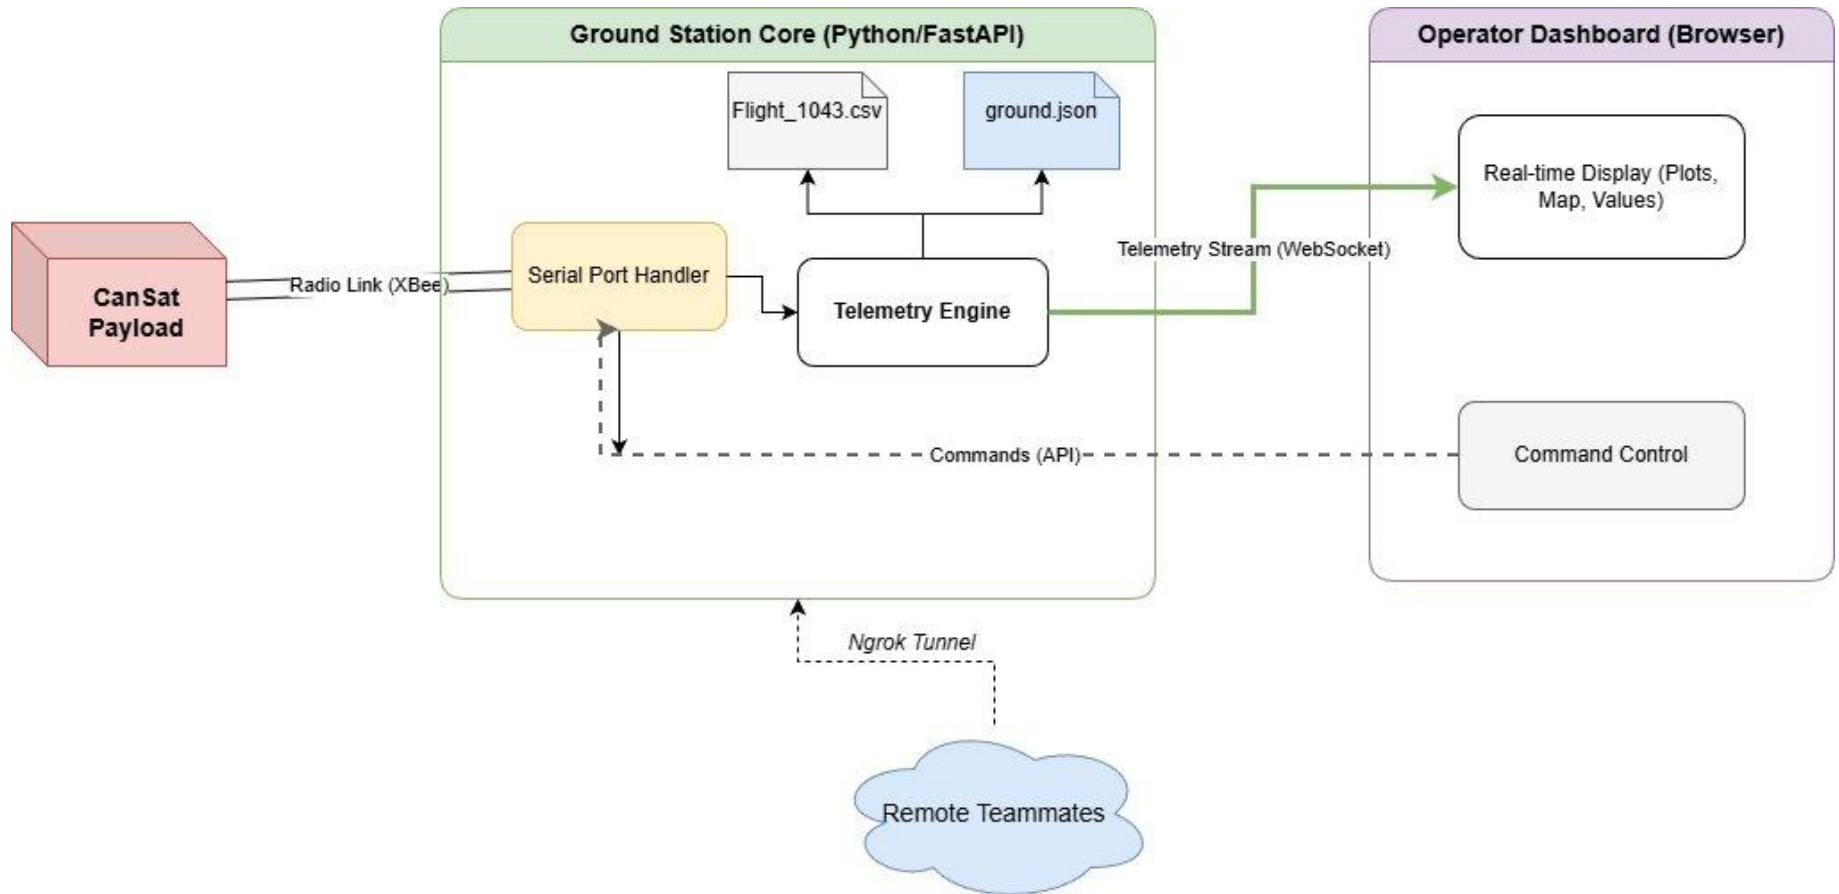 Ground Station Core (Python/FastAPI)
Operator Dashboard (Browser)
Flight_1043.csv
ground.json
Real-time Display (Plots,
Map, Values)
Telemetry Stream (WebSocket)
Radio Link (XBee)
Serial Port Handler
CanSat
Payload
Telemetry Engine
Commands (API)
Command Control
Ngrok Tunnel
Remote Teammates